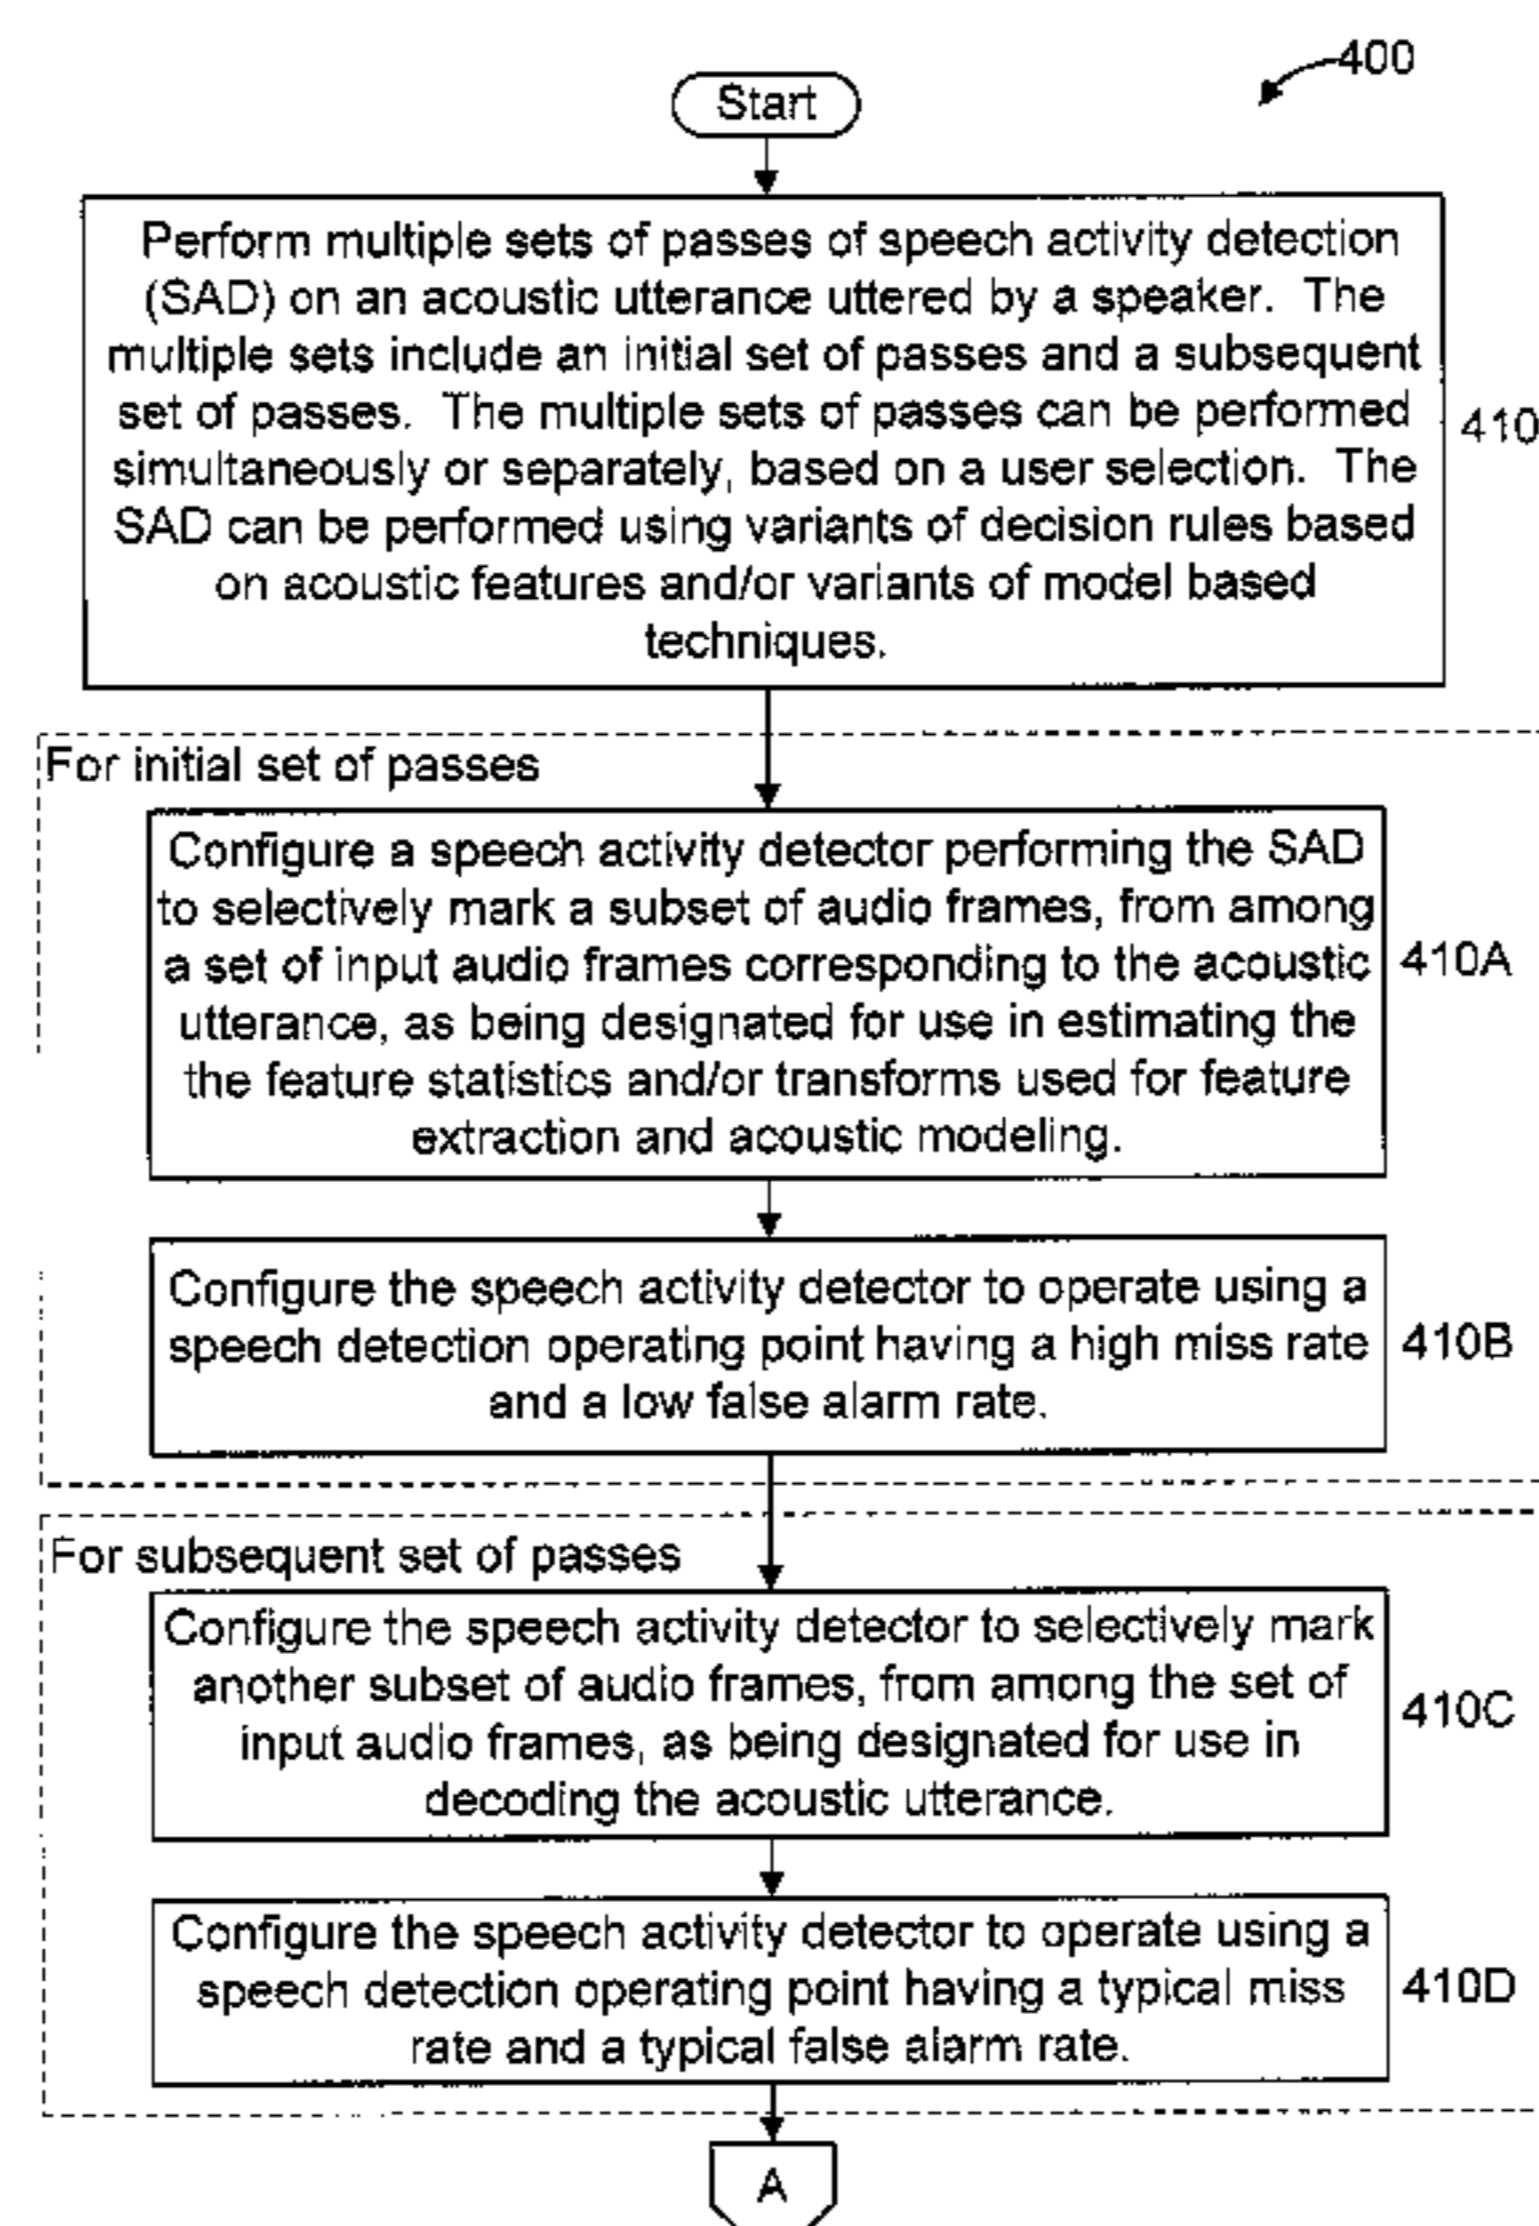 400
Start
Perform multiple sets of passes of speech activity detection
(SAD) on an acoustic utterance uttered by a speaker. The
multiple sets include an initial set of passes and a subsequent
set of passes. The multiple sets of passes can be performed
simultaneously or separately, based on a user selection. The
SAD can be performed using variants of decision rules based
on acoustic features and/or variants of model based
techniques.
410
For initial set of passes
Configure a speech activity detector performing the SAD
to selectively mark a subset of audio frames, from among
a set of input audio frames corresponding to the acoustic
utterance, as being designated for use in estimating the
the feature statistics and/or transforms used for feature
extraction and acoustic modeling.
410A
Configure the speech activity detector to operate using a
speech detection operating point having a high miss rate
and a low false alarm rate.
410B
For subsequent set of passes
Configure the speech activity detector to selectively mark
another subset of audio frames, from among the set of
input audio frames, as being designated for use in
decoding the acoustic utterance.
410C
Configure the speech activity detector to operate using a
speech detection operating point having a typical miss
rate and a typical false alarm rate.
410D
A